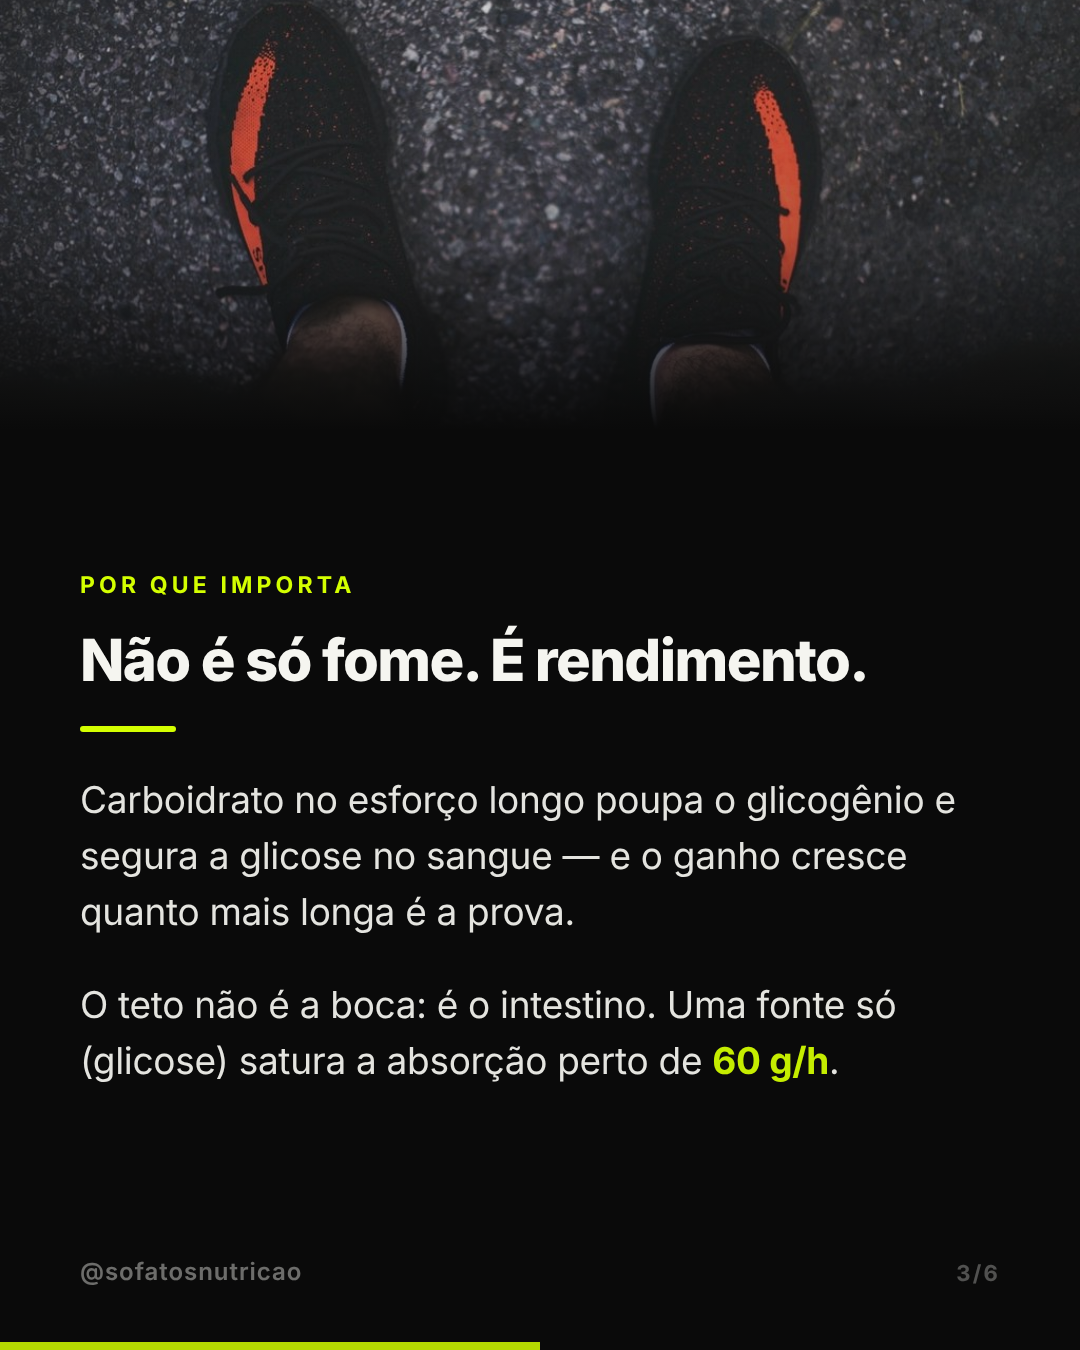 POR QUE IMPORTA
Não é só fome. É rendimento.
Carboidrato no esforço longo poupa o glicogênio e
segura a glicose no sangue — e o ganho cresce
quanto mais longa é a prova.
O teto não é a boca: é o intestino. Uma fonte só
(glicose) satura a absorção perto de 60 g/h.
@sofatosnutricao
3/6